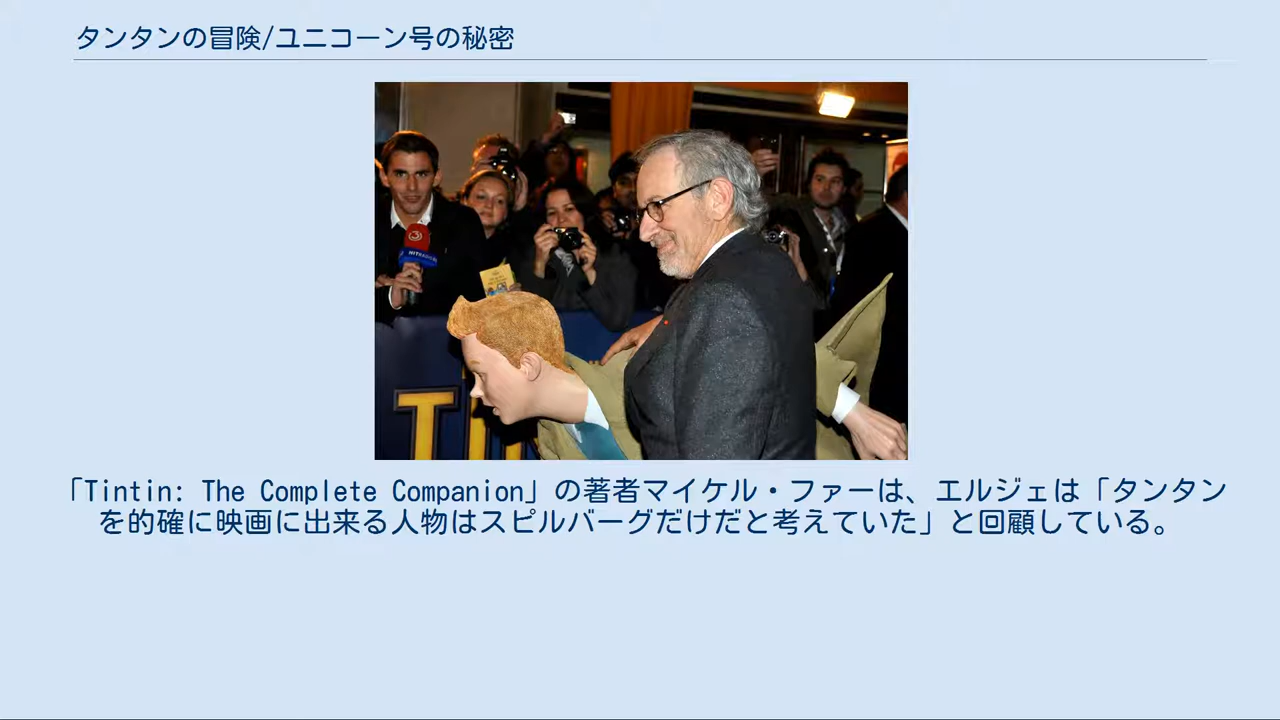 タンタンの冒険/ユニコーン号の秘密
3
TIN
「Tintin: The Complete Companion」の著者マイケル・ファーは、エルジェは「タンタン
を的確に映画に出来る人物はスピルバーグだけだと考えていた」と回顧している。